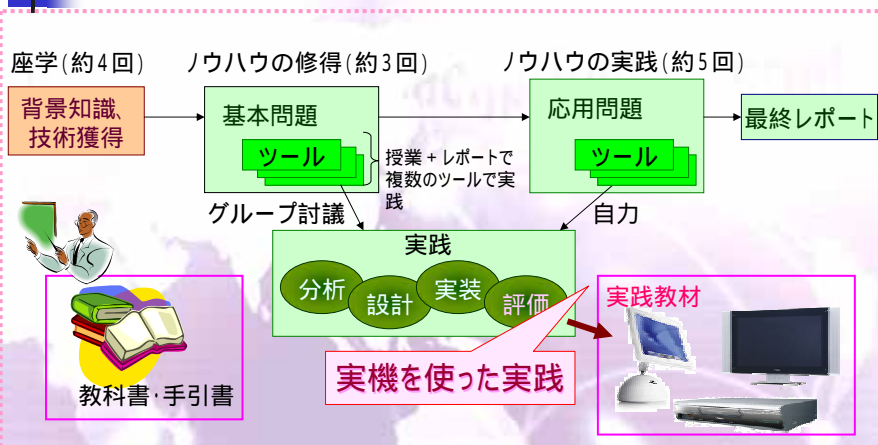 座学(約4回)
ノウハウの修得(約3回)
ノウハウの実践(約5回)
背景知識、
技術獲得
基本問題
ツール
授業+レポートで
複数のツールで実
践
応用問題
ツール
最終レポート
グループ討議
自力
実践
分析
設計
実装
評価
実機を使った実践
教科書・手引書
実践教材